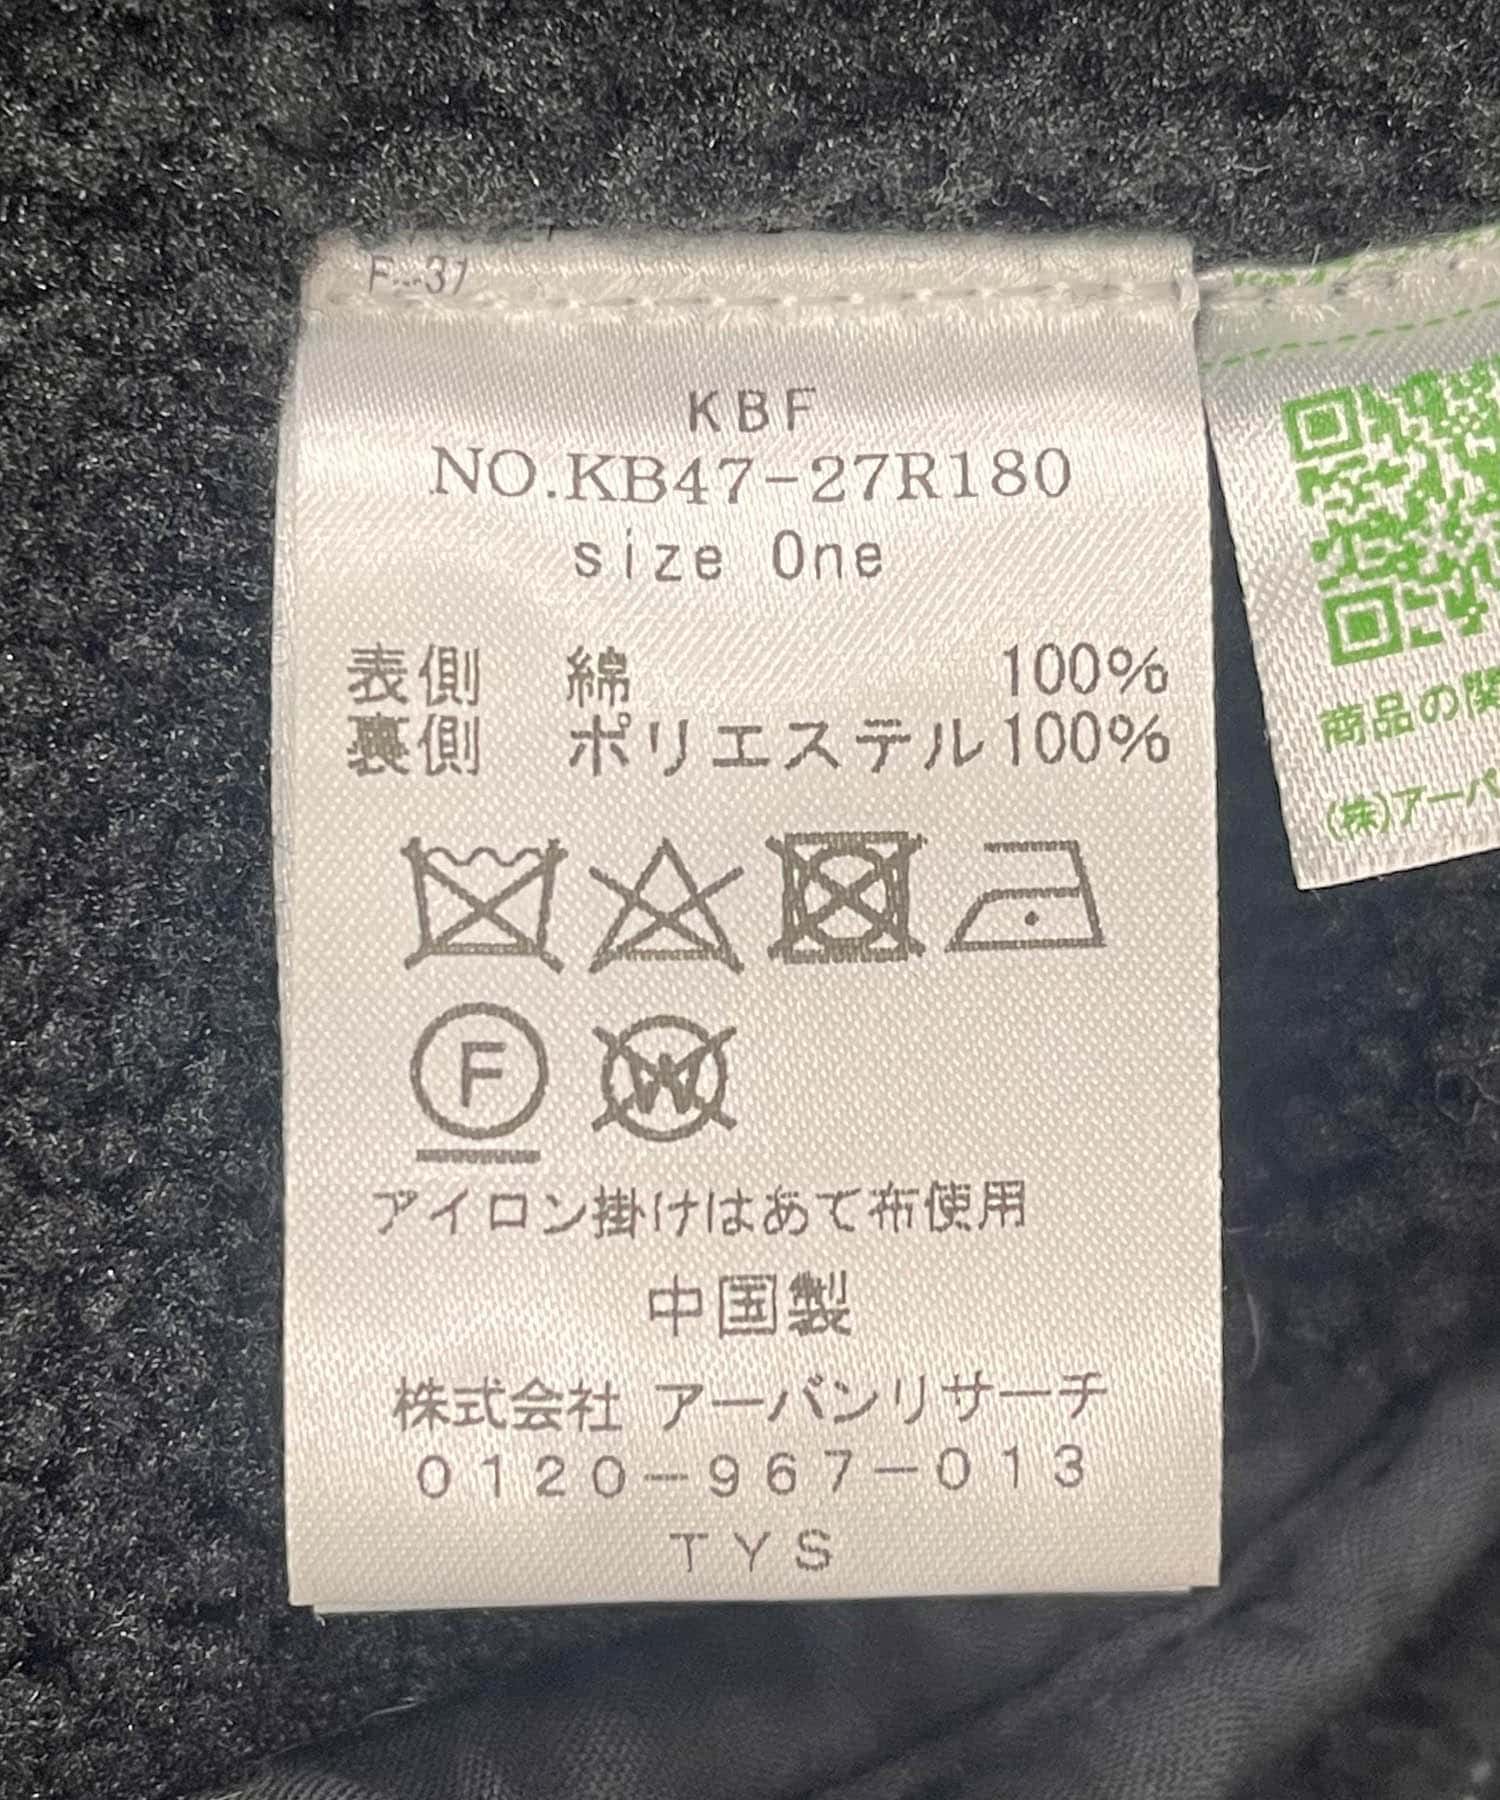 F--31
KBF
NO.KB47-27R180
size One
表側 綿 100%
裏側 ポリエステル100%
F
W
アイロン掛けはあて布使用
中国製
株式会社 アーバンリサーチ
0120-967-013
TYS
商品の関
(株)アーバ